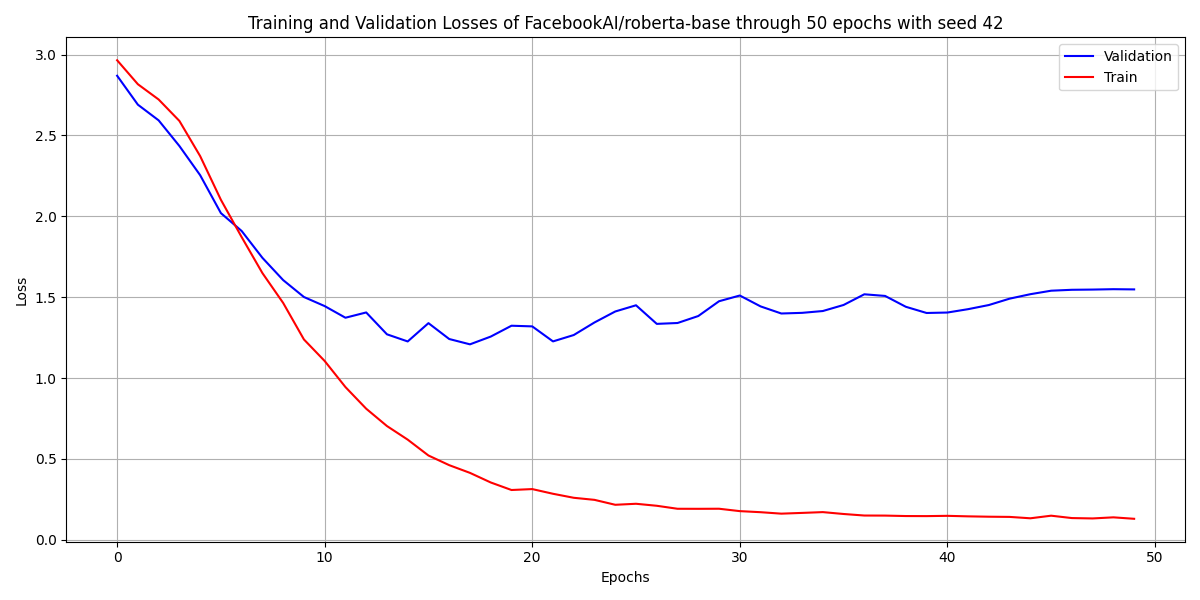 Training and Validation Losses of FacebookAI/roberta-base through 50 epochs with seed 42
Validation
Train
3.0
2.5
2.0
1.5
1.0
0.5
0.0
Loss
0
10
20
30
40
50
Epochs